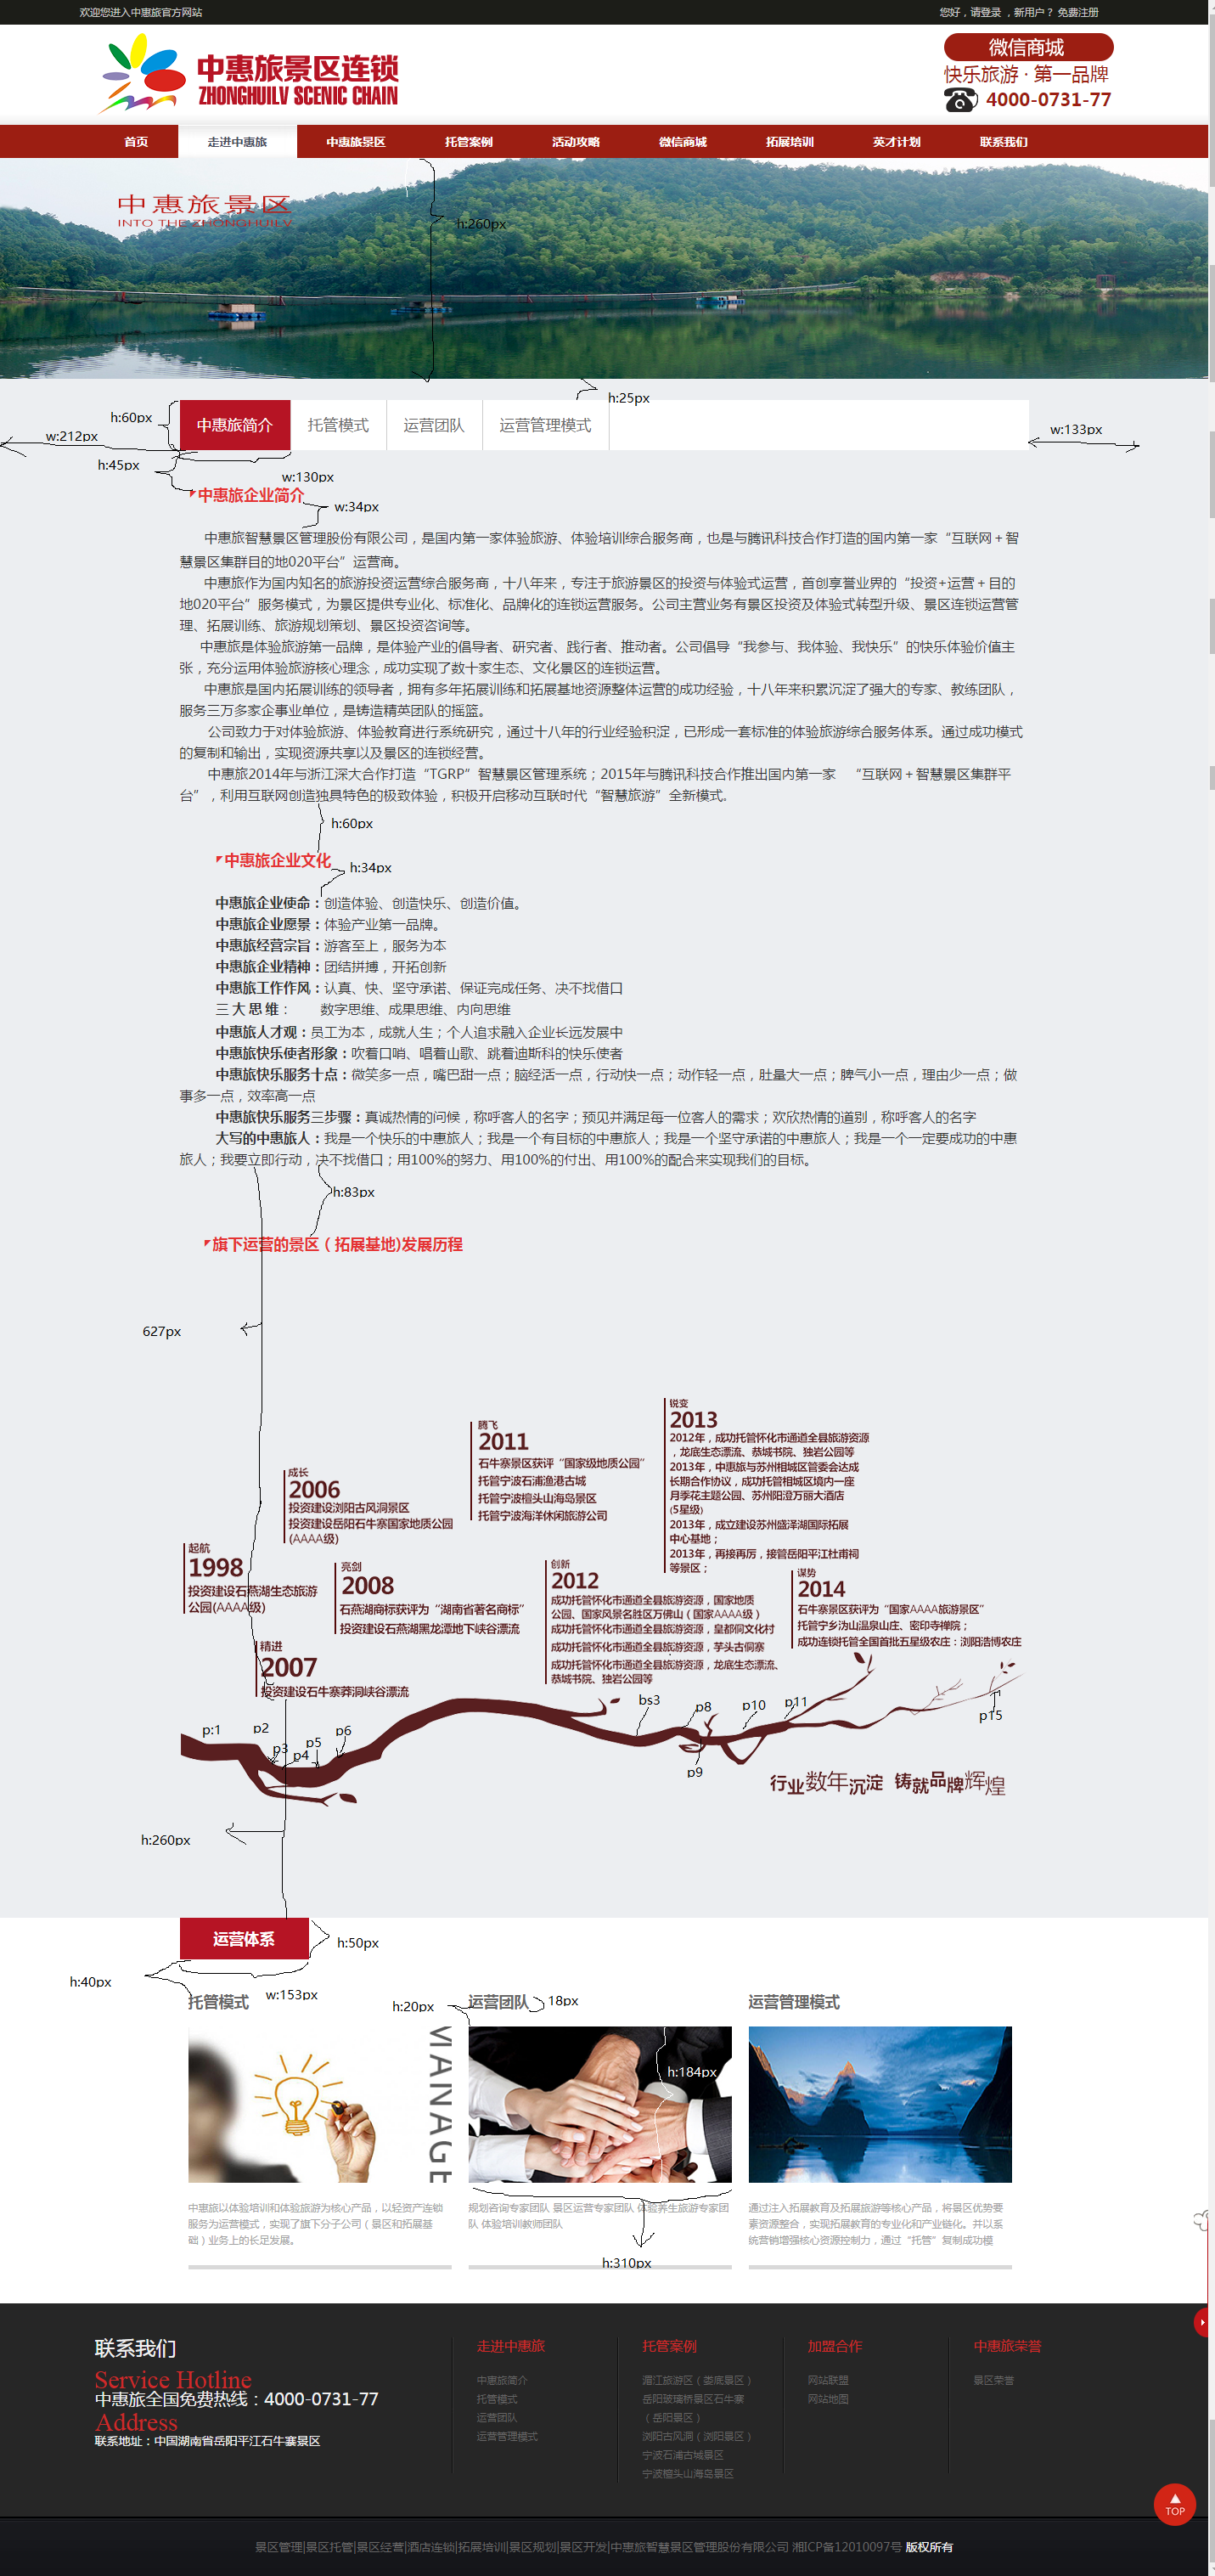 欢迎您进入中惠旅官方网站
您好，请登录 ，新用户？ 免费注册
中惠旅景区连锁
ZHONGHUILV SCENIC CHAIN
微信商城
快乐旅游 · 第一品牌
4000-0731-77
首页 走进中惠旅 中惠旅景区 托管案例 活动攻略 微信商城 拓展培训 英才计划 联系我们
中惠旅景区
INTO THE ZHONGHUILV
h:260px
h:25px
h:60px
中惠旅简介 托管模式 运营团队 运营管理模式
w:212px
w:133px
h:45px
w:130px
中惠旅企业简介
w:34px
中惠旅智慧景区管理股份有限公司，是国内第一家体验旅游、体验培训综合服务商，也是与腾讯科技合作打造的国内第一家“互联网＋智
慧景区集群目的地020平台”运营商。
中惠旅作为国内知名的旅游投资运营综合服务商，十八年来，专注于旅游景区的投资与体验式运营，首创享誉业界的“投资+运营＋目的
地020平台”服务模式，为景区提供专业化、标准化、品牌化的连锁运营服务。公司主营业务有景区投资及体验式转型升级、景区连锁运营管
理、拓展训练、旅游规划策划、景区投资咨询等。
中惠旅是体验旅游第一品牌，是体验产业的倡导者、研究者、践行者、推动者。公司倡导“我参与、我体验、我快乐”的快乐体验价值主
张，充分运用体验旅游核心理念，成功实现了数十家生态、文化景区的连锁运营。
中惠旅是国内拓展训练的领导者，拥有多年拓展训练和拓展基地资源整体运营的成功经验，十八年来积累沉淀了强大的专家、教练团队，
服务三万多家企事业单位，是铸造精英团队的摇篮。
公司致力于对体验旅游、体验教育进行系统研究，通过十八年的行业经验积淀，已形成一套标准的体验旅游综合服务体系。通过成功模式
的复制和输出，实现资源共享以及景区的连锁经营。
中惠旅2014年与浙江深大合作打造“TGRP”智慧景区管理系统；2015年与腾讯科技合作推出国内第一家 “互联网＋智慧景区集群平
台”，利用互联网创造独具特色的极致体验，积极开启移动互联时代“智慧旅游”全新模式.
h:60px
中惠旅企业文化
h:34px
中惠旅企业使命：创造体验、创造快乐、创造价值。
中惠旅企业愿景：体验产业第一品牌。
中惠旅经营宗旨：游客至上，服务为本
中惠旅企业精神：团结拼搏，开拓创新
中惠旅工作作风：认真、快、坚守承诺、保证完成任务、决不找借口
三 大 思 维： 数字思维、成果思维、内向思维
中惠旅人才观：员工为本，成就人生；个人追求融入企业长远发展中
中惠旅快乐使者形象：吹着口哨、唱着山歌、跳着迪斯科的快乐使者
中惠旅快乐服务十点：微笑多一点，嘴巴甜一点；脑经活一点，行动快一点；动作轻一点，肚量大一点；脾气小一点，理由少一点；做
事多一点，效率高一点
中惠旅快乐服务三步骤：真诚热情的问候，称呼客人的名字；预见并满足每一位客人的需求；欢欣热情的道别，称呼客人的名字
大写的中惠旅人：我是一个快乐的中惠旅人；我是一个有目标的中惠旅人；我是一个坚守承诺的中惠旅人；我是一个一定要成功的中惠
旅人；我要立即行动，决不找借口；用100%的努力、用100%的付出、用100%的配合来实现我们的目标。
h:83px
旗下运营的景区（拓展基地)发展历程
627px
锐变
2013
2012年，成功托管怀化市通道全县旅游资源
，龙底生态漂流、恭城书院、独岩公园等
2013年，中惠旅与苏州相城区管委会达成
长期合作协议，成功托管相城区境内一座
月季花主题公园、苏州阳澄万丽大酒店
(5星级)
2013年，成立建设苏州盛泽湖国际拓展
中心基地；
2013年，再接再厉，接管岳阳平江杜甫祠
等景区；
腾飞
2011
石牛寨景区获评“国家级地质公园”
托管宁波石浦渔港古城
托管宁波檀头山海岛景区
托管宁波海洋休闲旅游公司
成长
2006
投资建设浏阳古风洞景区
投资建设岳阳石牛寨国家地质公园
(AAAA级)
起航
1998
投资建设石燕湖生态旅游
公园(AAAA级)
亮剑
2008
石燕湖商标获评为“湖南省著名商标”
投资建设石燕湖黑龙潭地下峡谷漂流
创新
2012
成功托管怀化市通道全县旅游资源，国家地质
公园、国家风景名胜区万佛山（国家AAAA级）
成功托管怀化市通道全县旅游资源，皇都侗文化村
成功托管怀化市通道全县旅游资源，芋头古侗寨
成功托管怀化市通道全县旅游资源，龙底生态漂流、
恭城书院、独岩公园等
谋势
2014
石牛寨景区获评为“国家AAAA旅游景区”
托管宁乡沩山温泉山庄、密印寺禅院；
成功连锁托管全国首批五星级农庄：浏阳浩博农庄
精进
2007
投资建设石牛寨莽洞峡谷漂流
p:1 p2 p3 p4 p5 p6 bs3 p8 p9 p10 p11 p15
行业数年沉淀 铸就品牌辉煌
h:260px
运营体系
h:50px
h:40px
w:153px
h:20px
18px
托管模式 运营团队 运营管理模式
MANAGE
h:184px
中惠旅以体验培训和体验旅游为核心产品，以轻资产连锁
服务为运营模式，实现了旗下分子公司（景区和拓展基
础）业务上的长足发展。
规划咨询专家团队 景区运营专家团队 体验养生旅游专家团
队 体验培训教师团队
通过注入拓展教育及拓展旅游等核心产品，将景区优势要
素资源整合，实现拓展教育的专业化和产业链化。并以系
统营销增强核心资源控制力，通过“托管”复制成功模
h:310px
联系我们
Service Hotline
中惠旅全国免费热线：4000-0731-77
Address
联系地址：中国湖南省岳阳平江石牛寨景区
走进中惠旅
中惠旅简介
托管模式
运营团队
运营管理模式
托管案例
湄江旅游区（娄底景区）
岳阳玻璃桥景区石牛寨
（岳阳景区）
浏阳古风洞（浏阳景区）
宁波石浦古城景区
宁波檀头山海岛景区
加盟合作
网站联盟
网站地图
中惠旅荣誉
景区荣誉
TOP
景区管理|景区托管|景区经营|酒店连锁|拓展培训|景区规划|景区开发|中惠旅智慧景区管理股份有限公司 湘ICP备12010097号 版权所有